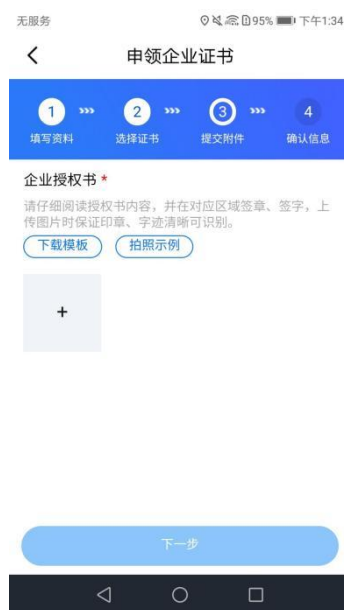 无服务 95% 下午1:34
申领企业证书
1 2 3 4
填写资料 选择证书 提交附件 确认信息
企业授权书 *
请仔细阅读授权书内容，并在对应区域签章、签字，上
传图片时保证印章、字迹清晰可识别。
下载模板 拍照示例
+
下一步